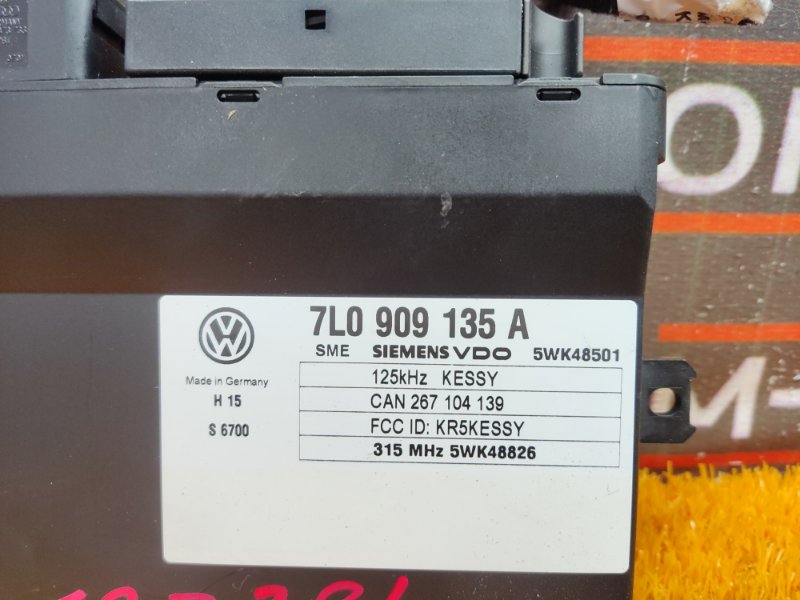 7L0 909 135 A
SME SIEMENS VDO 5WK48501
125kHz KESSY
Made in Germany
CAN 267 104 139
H 15
FCC ID: KR5KESSY
S 6700
315 MHz 5WK48826